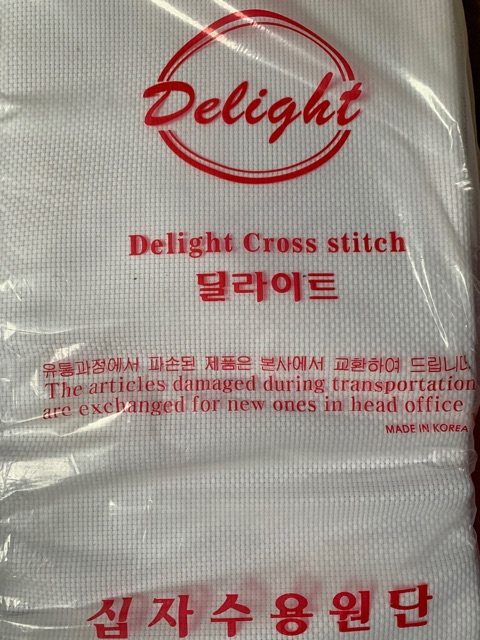 Delight
Delight Cross stitch
딜라이트
유통과정에서 파손된 제품은 본사에서 교환하여 드립니다
The articles damaged during transportation
are exchanged for new ones in head office
MADE IN KOREA
십자수용원단